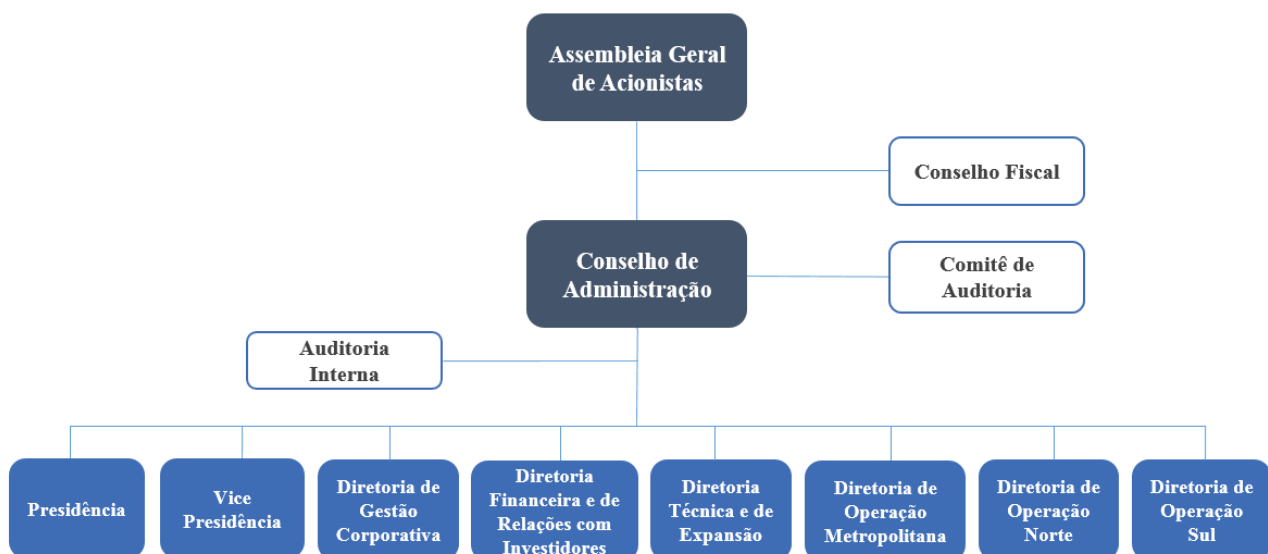 Assembleia Geral
de Acionistas
Conselho Fiscal
Conselho de
Administração
Comitê de
Auditoria
Auditoria
Interna
Presidência
Vice
Presidência
Diretoria de
Gestão
Corporativa
Diretoria
Financeira e de
Relações com
Investidores
Diretoria
Técnica e de
Expansão
Diretoria de
Operação
Metropolitana
Diretoria de
Operação
Norte
Diretoria de
Operação
Sul